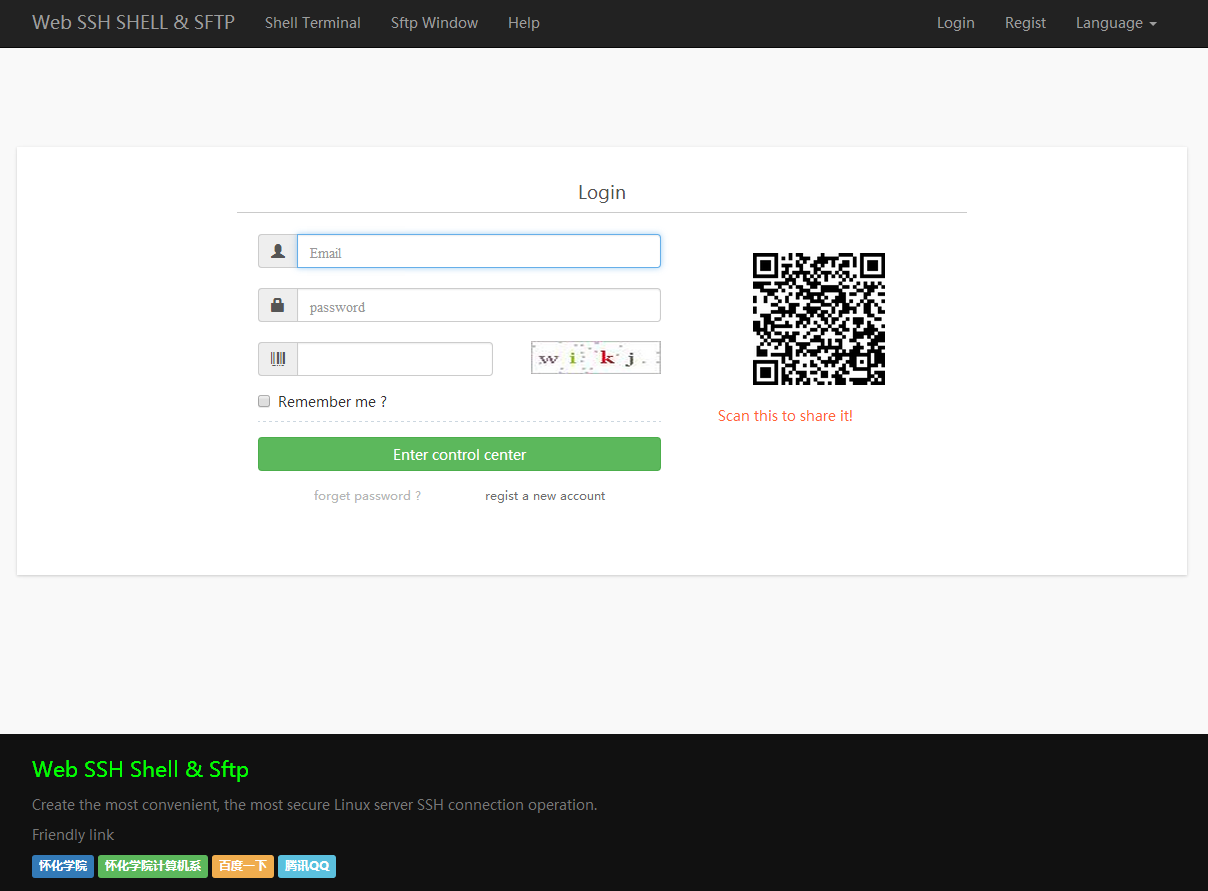 Web SSH SHELL & SFTP Shell Terminal Sftp Window Help Login Regist Language
Login
Email
password
w i k j
Remember me ?
Scan this to share it!
Enter control center
forget password ? regist a new account
Web SSH Shell & Sftp
Create the most convenient, the most secure Linux server SSH connection operation.
Friendly link
怀化学院 怀化学院计算机系 百度一下 腾讯QQ